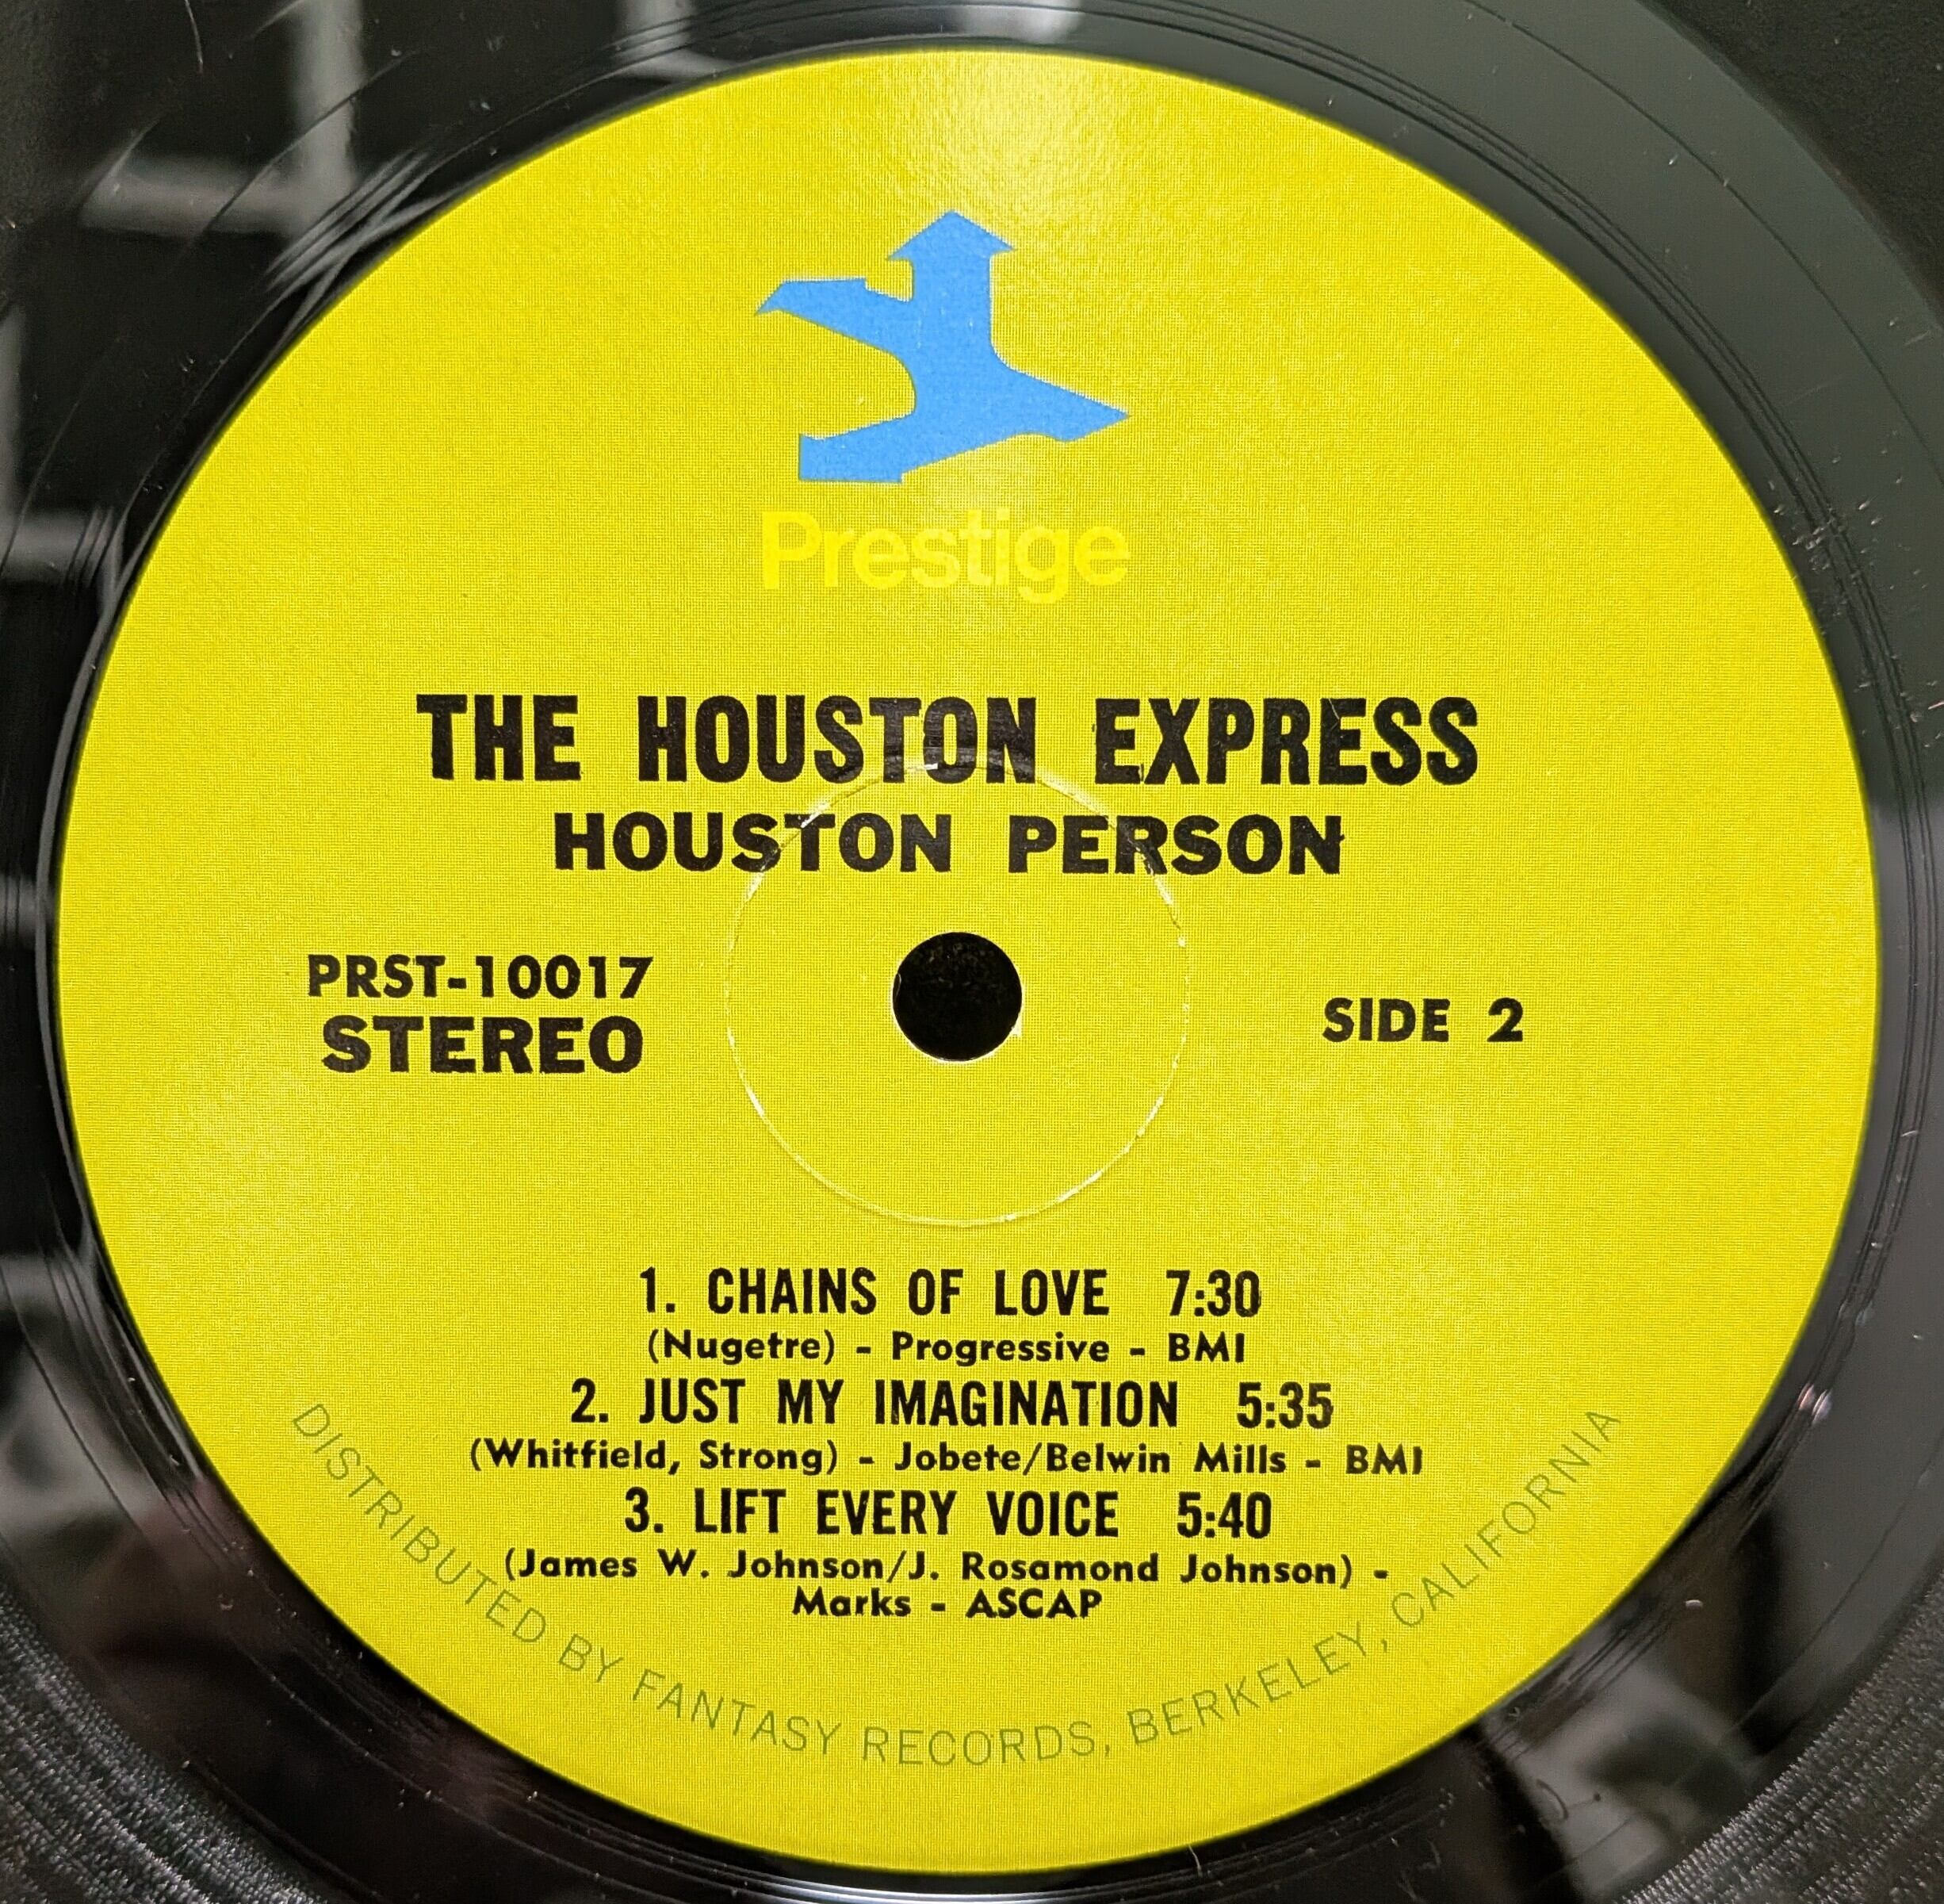 Prestige
THE HOUSTON EXPRESS
HOUSTON PERSON
PRST-10017
STEREO
SIDE 2
1. CHAINS OF LOVE 7:30
(Nugetre) - Progressive - BMI
2. JUST MY IMAGINATION 5:35
(Whitfield, Strong) - Jobete/Belwin Mills - BMI
3. LIFT EVERY VOICE 5:40
(James W. Johnson/J. Rosamond Johnson) -
Marks - ASCAP
DISTRIBUTED BY FANTASY RECORDS, BERKELEY, CALIFORNIA